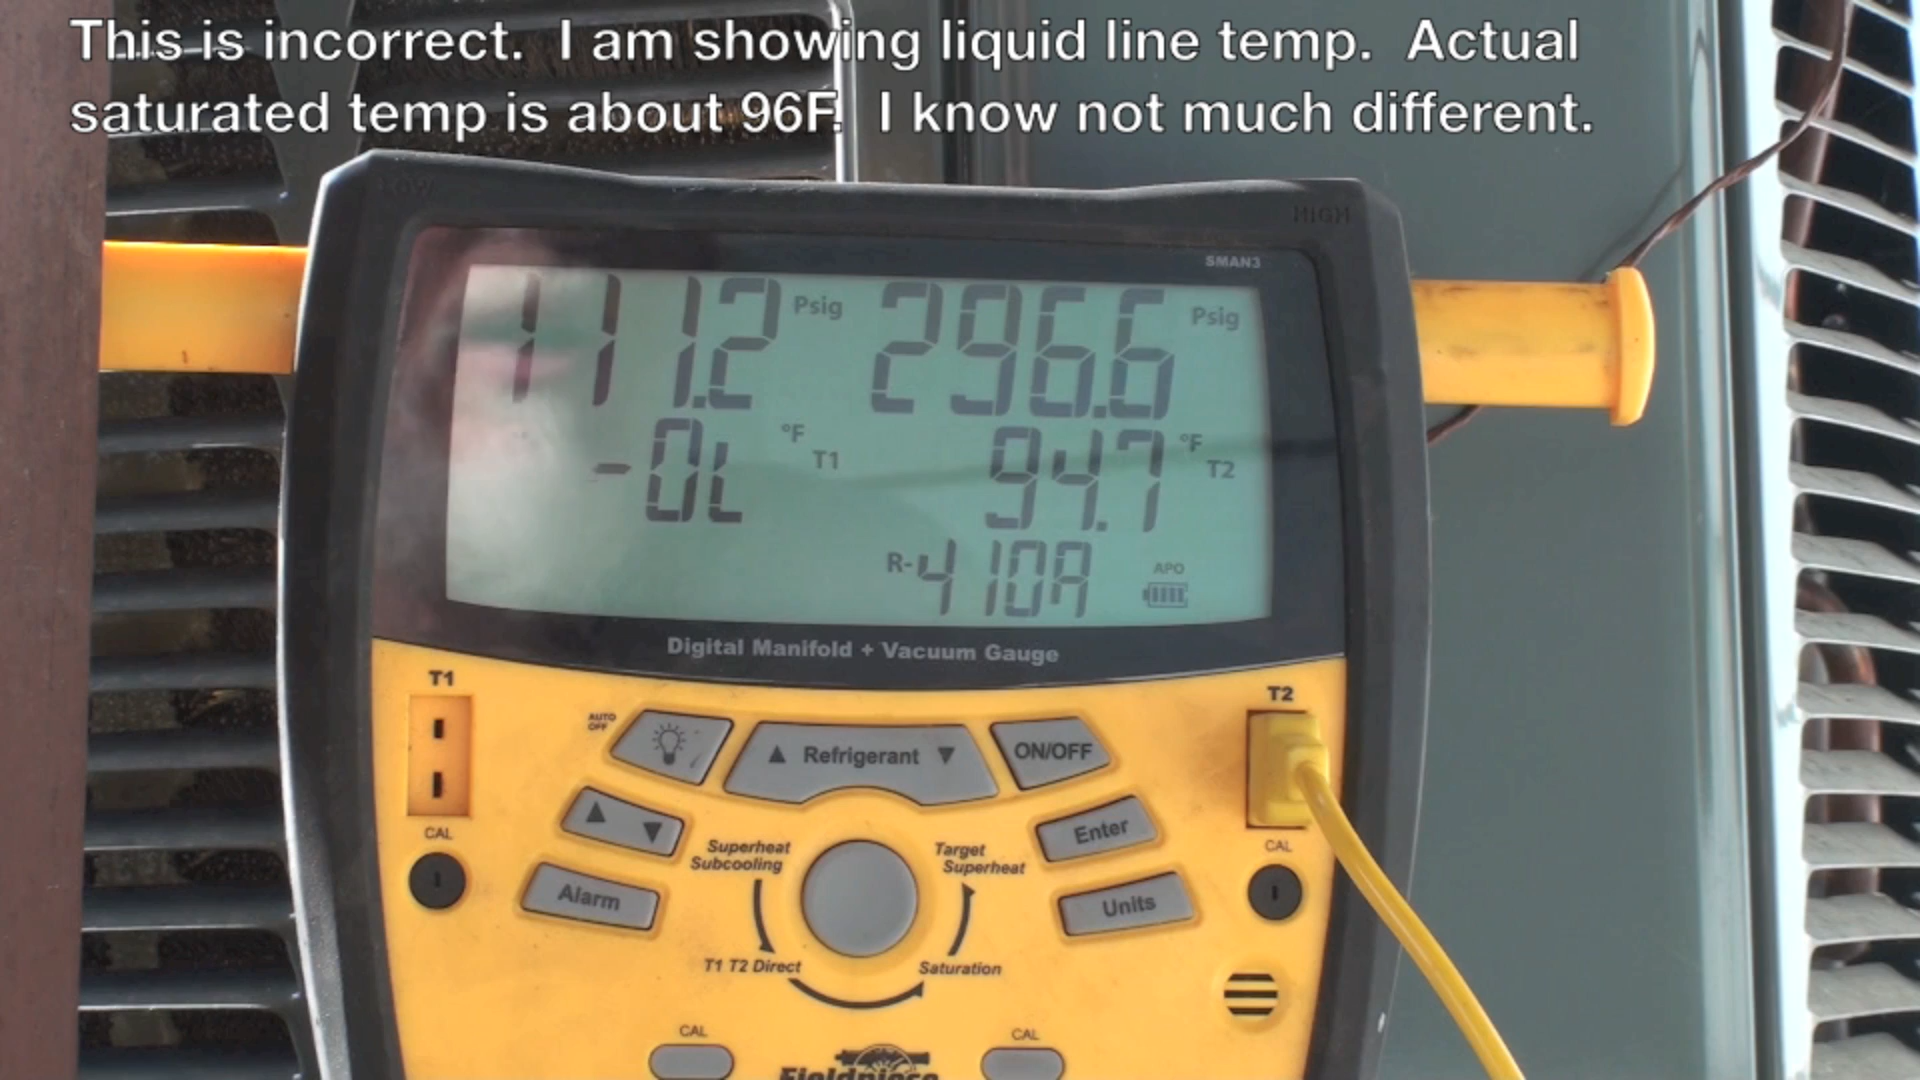 This is incorrect.  I am showing liquid line temp.  Actual
saturated temp is about 96F!  I know not much different.
LOW
HIGH
SMAN3
111.2 Psig 296.6 Psig
-OL °F T1 94.7 °F T2
R-410A APO
Digital Manifold + Vacuum Gauge
T1
T2
AUTO OFF
▲ Refrigerant ▼
ON/OFF
▲ ▼
Enter
CAL
CAL
Superheat
Subcooling
Target
Superheat
Alarm
Units
T1 T2 Direct
Saturation
CAL
CAL
Fieldpiece